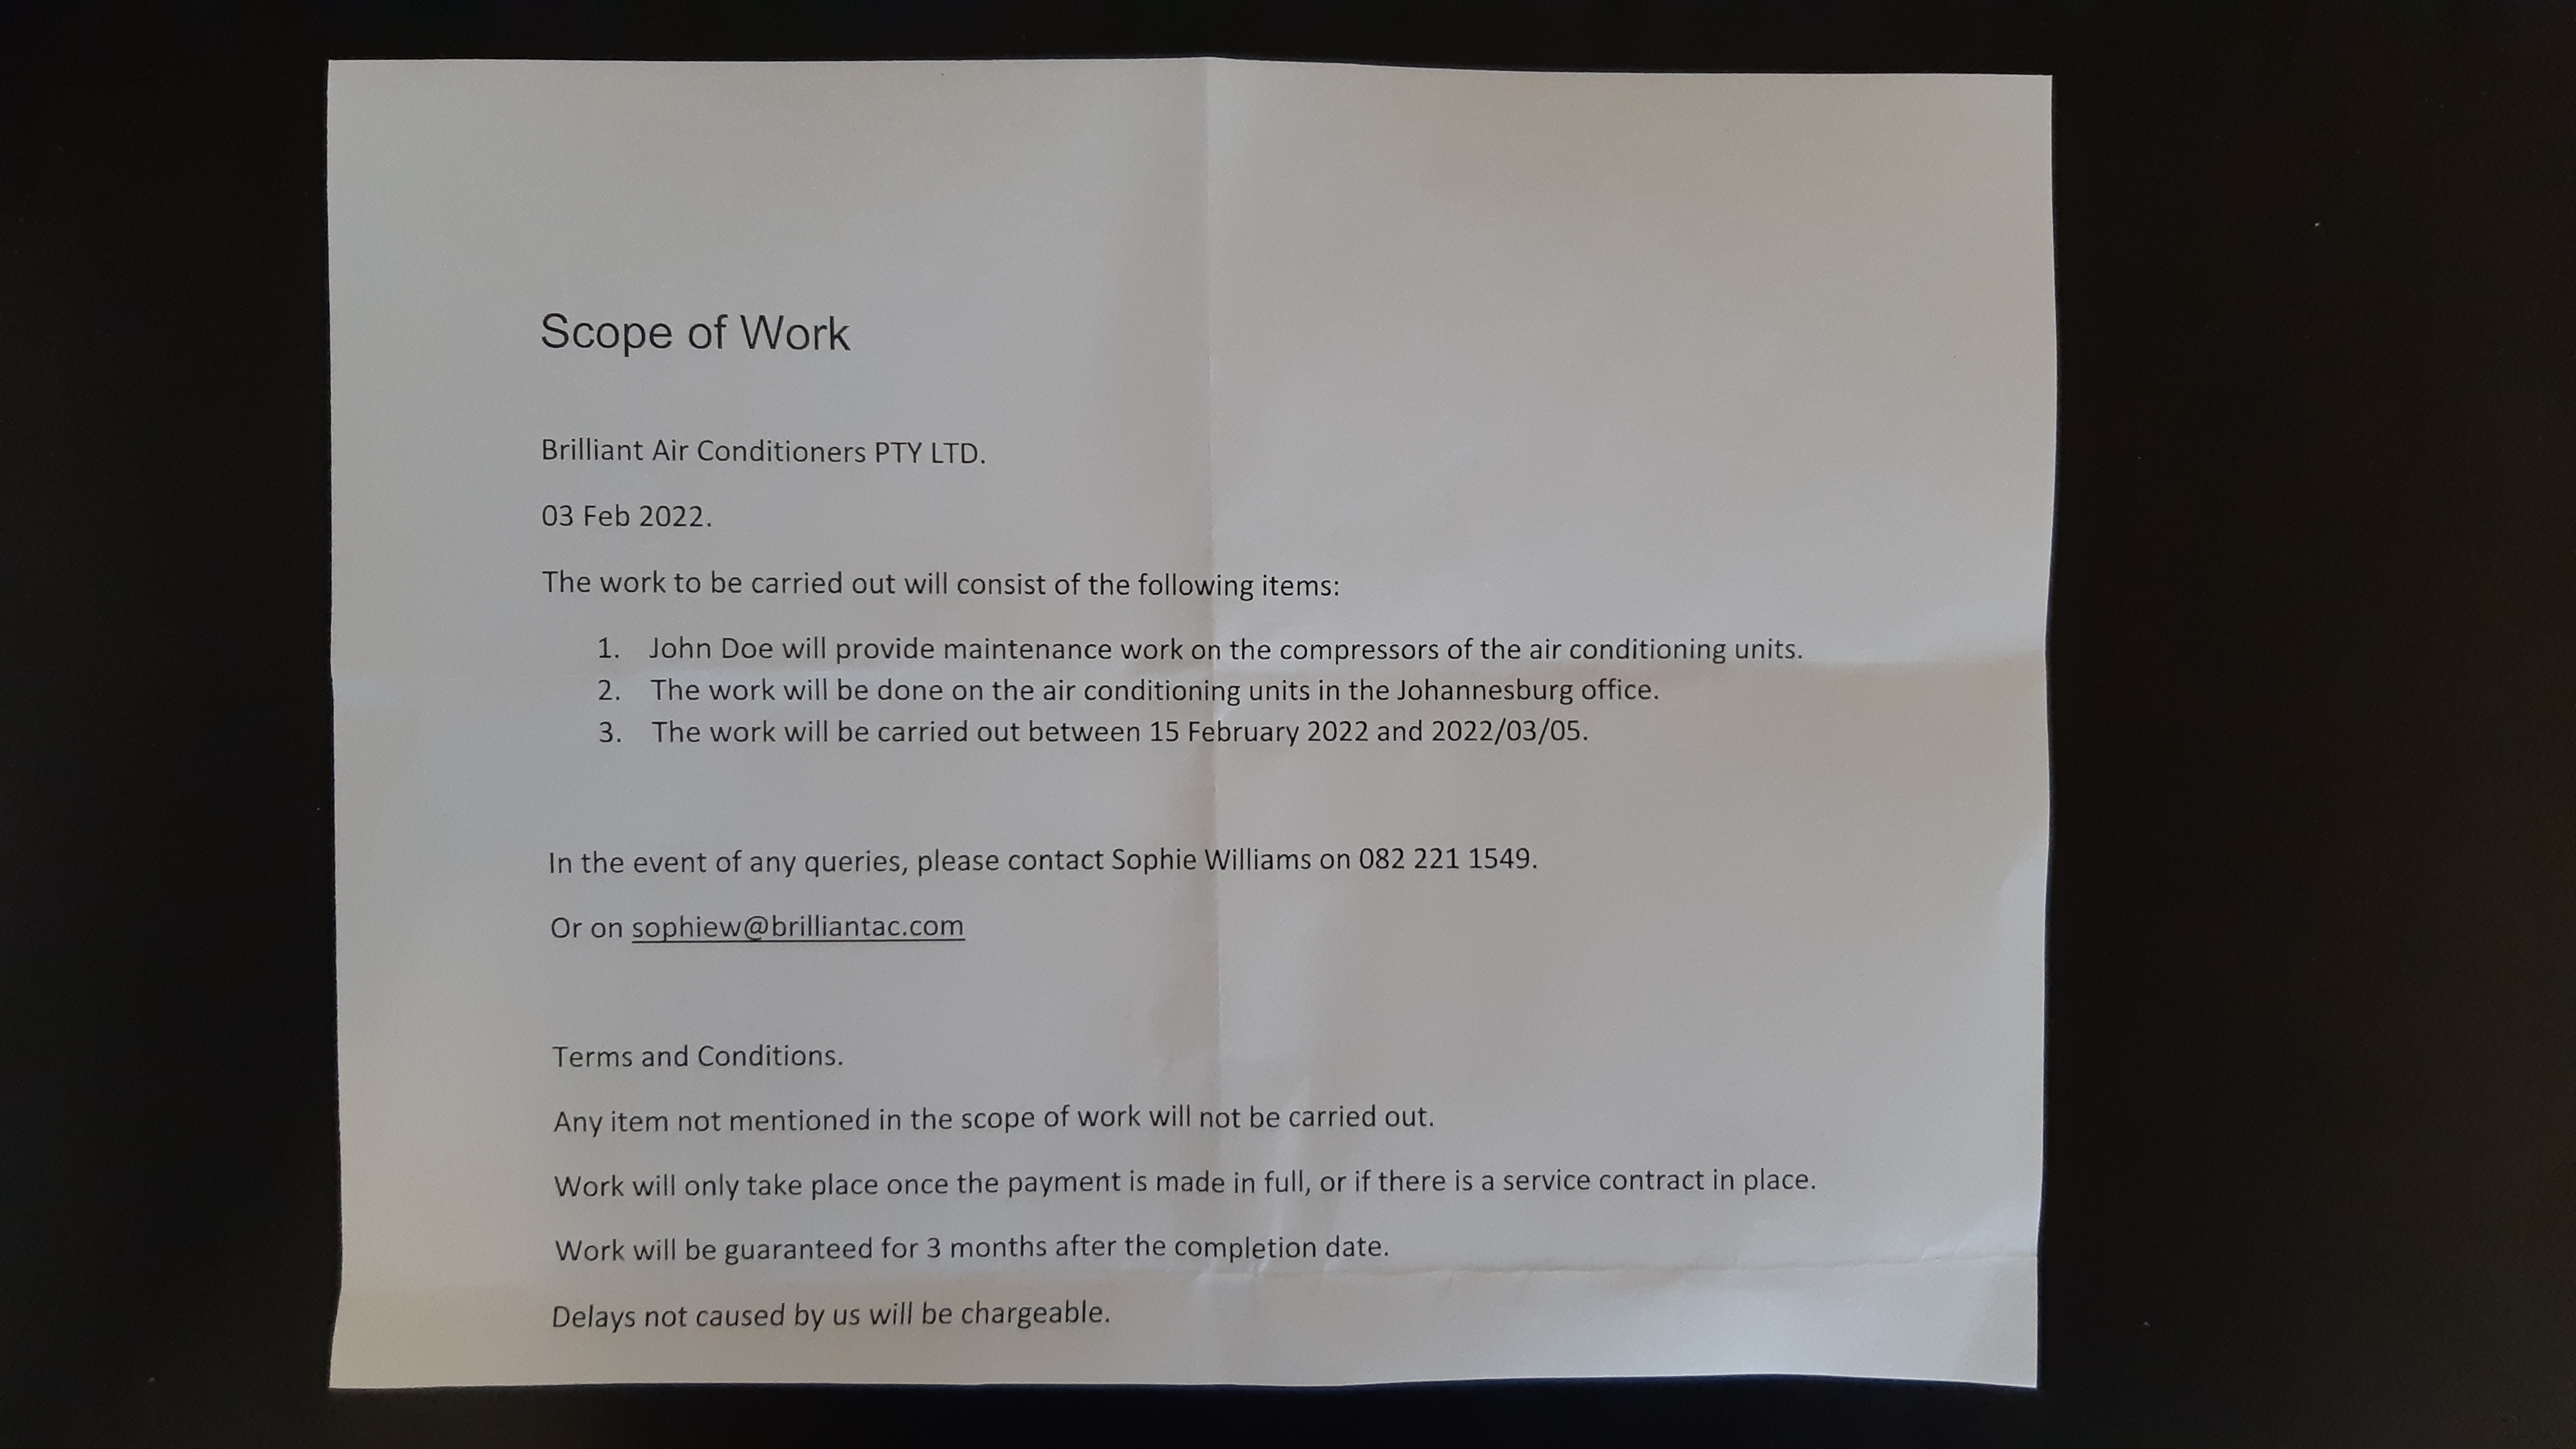 Scope of Work
Brilliant Air Conditioners PTY LTD.
03 Feb 2022.
The work to be carried out will consist of the following items:
1. John Doe will provide maintenance work on the compressors of the air conditioning units.
2. The work will be done on the air conditioning units in the Johannesburg office.
3. The work will be carried out between 15 February 2022 and 2022/03/05.
In the event of any queries, please contact Sophie Williams on 082 221 1549.
Or on sophiew@brilliantac.com
Terms and Conditions.
Any item not mentioned in the scope of work will not be carried out.
Work will only take place once the payment is made in full, or if there is a service contract in place.
Work will be guaranteed for 3 months after the completion date.
Delays not caused by us will be chargeable.